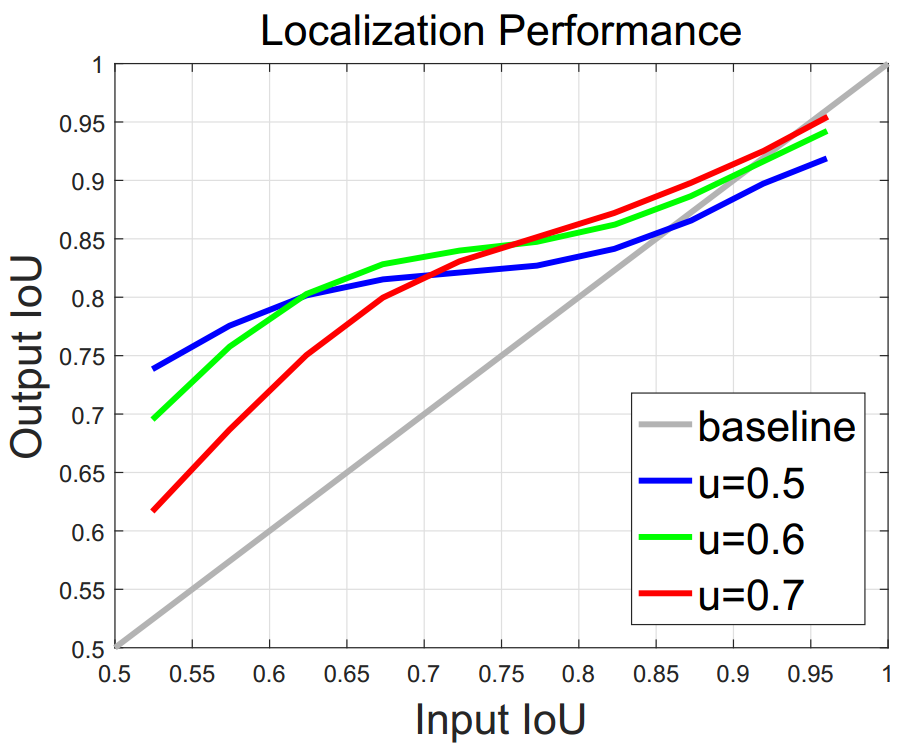 Localization Performance
1
0.95
0.9
0.85
0.8
0.75
0.7
0.65
0.6
0.55
0.5
Output IoU
baseline
u=0.5
u=0.6
u=0.7
0.5 0.55 0.6 0.65 0.7 0.75 0.8 0.85 0.9 0.95 1
Input IoU